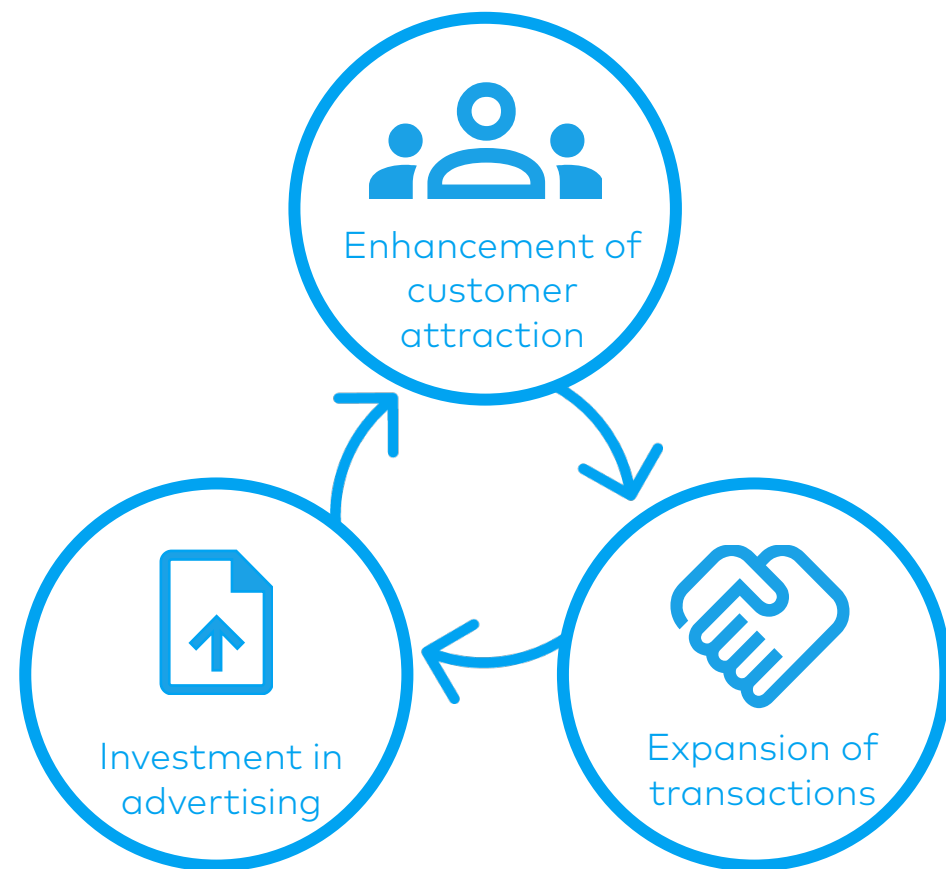 Enhancement of
customer
attraction
Investment in
advertising
Expansion of
transactions